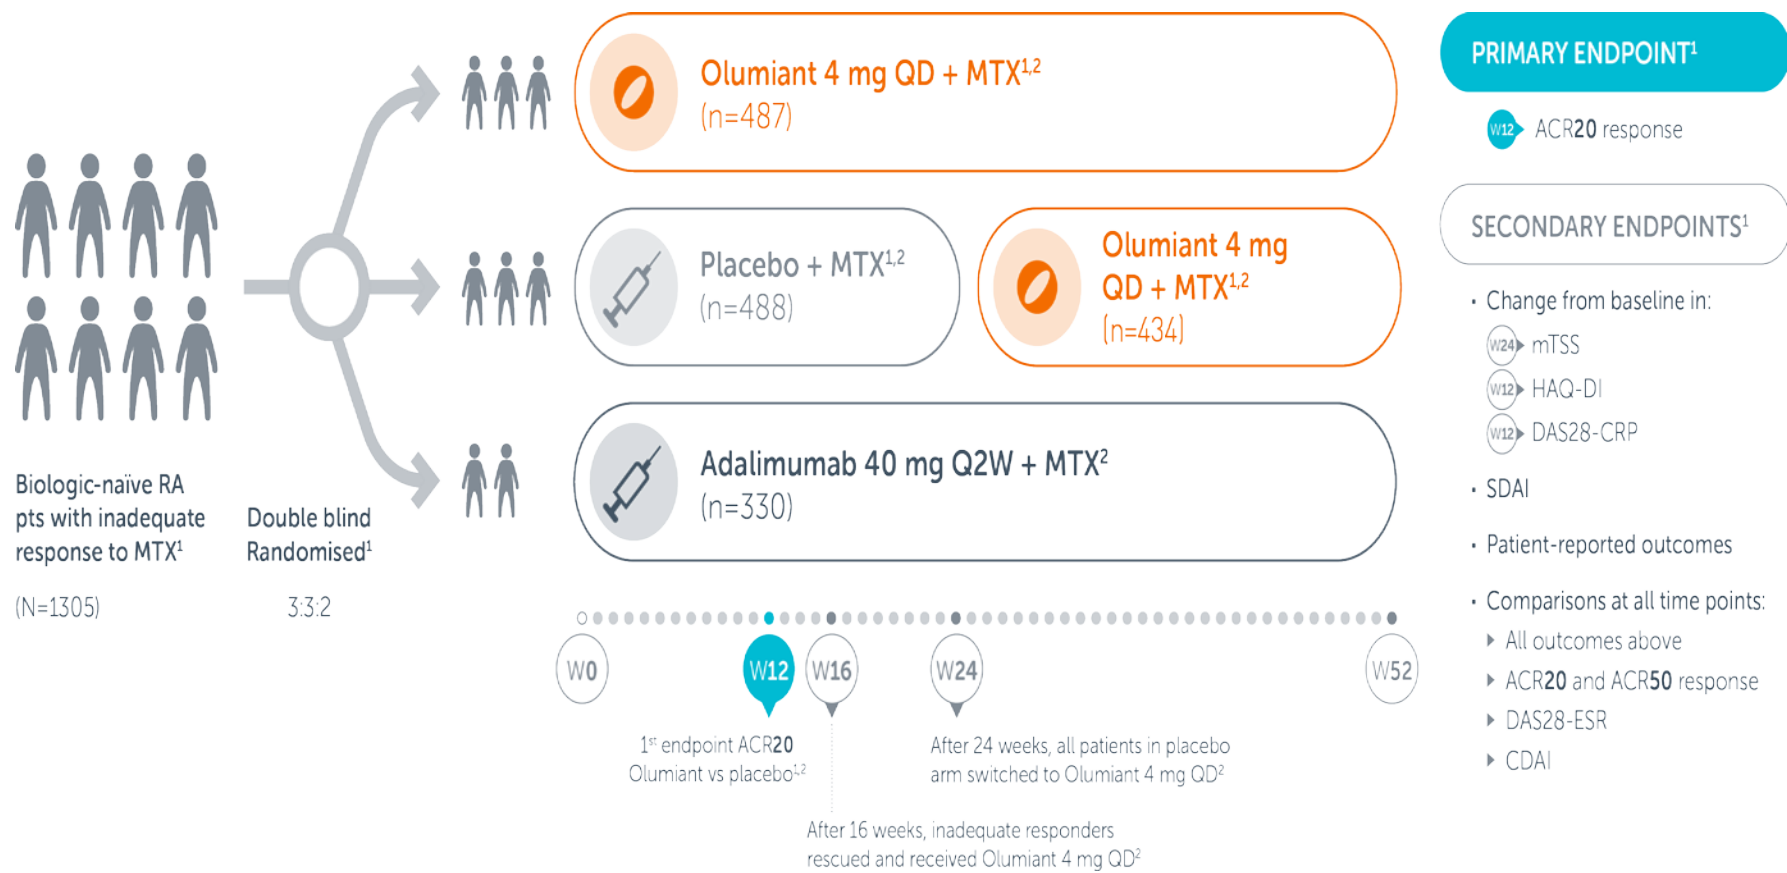 Biologic-naïve RA
pts with inadequate
response to MTX¹
(N=1305)
Double blind
Randomised¹
3:3:2
Olumiant 4 mg QD + MTX¹,²
(n=487)
Placebo + MTX¹,²
(n=488)
Olumiant 4 mg
QD + MTX¹,²
(n=434)
Adalimumab 40 mg Q2W + MTX²
(n=330)
W0
W12
W16
W24
W52
1st endpoint ACR20
Olumiant vs placebo¹,²
After 24 weeks, all patients in placebo
arm switched to Olumiant 4 mg QD²
After 16 weeks, inadequate responders
rescued and received Olumiant 4 mg QD²
PRIMARY ENDPOINT¹
W12 ACR20 response
SECONDARY ENDPOINTS¹
• Change from baseline in:
W24 mTSS
W12 HAQ-DI
W12 DAS28-CRP
• SDAI
• Patient-reported outcomes
• Comparisons at all time points:
All outcomes above
ACR20 and ACR50 response
DAS28-ESR
CDAI